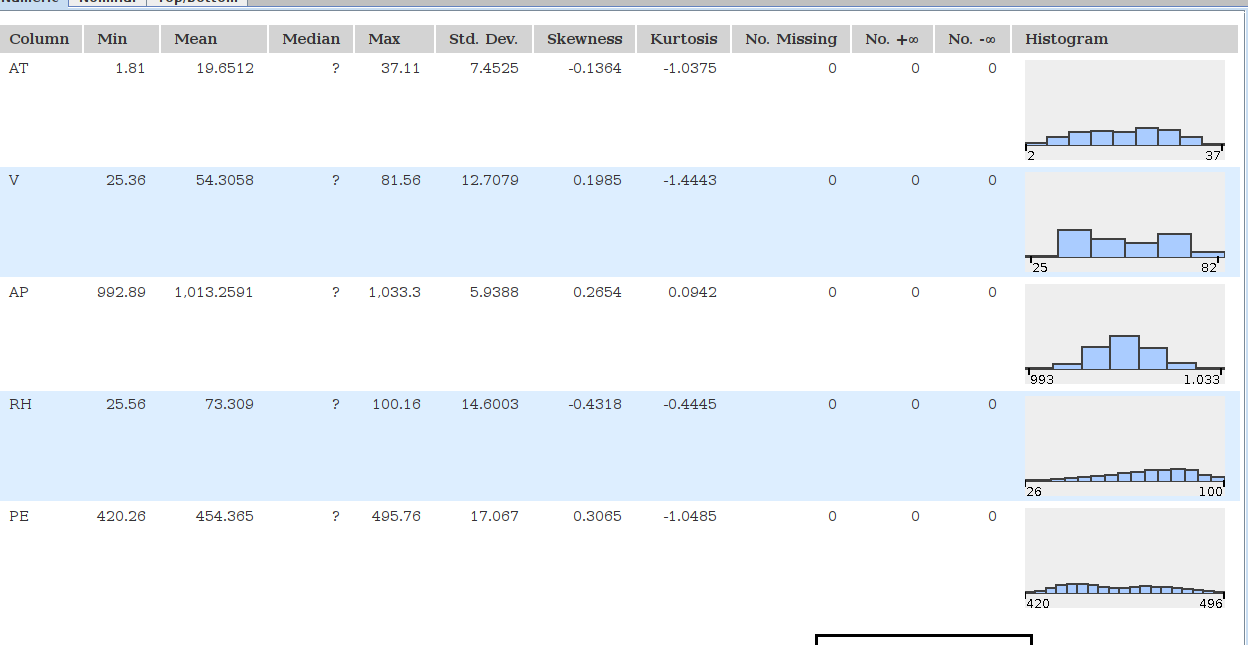 Numeric Nominal Top/bottom
Column Min Mean Median Max Std. Dev. Skewness Kurtosis No. Missing No. +∞ No. -∞ Histogram
AT 1.81 19.6512 ? 37.11 7.4525 -0.1364 -1.0375 0 0 0
2 37
V 25.36 54.3058 ? 81.56 12.7079 0.1985 -1.4443 0 0 0
25 82
AP 992.89 1,013.2591 ? 1,033.3 5.9388 0.2654 0.0942 0 0 0
993 1.033
RH 25.56 73.309 ? 100.16 14.6003 -0.4318 -0.4445 0 0 0
26 100
PE 420.26 454.365 ? 495.76 17.067 0.3065 -1.0485 0 0 0
420 496